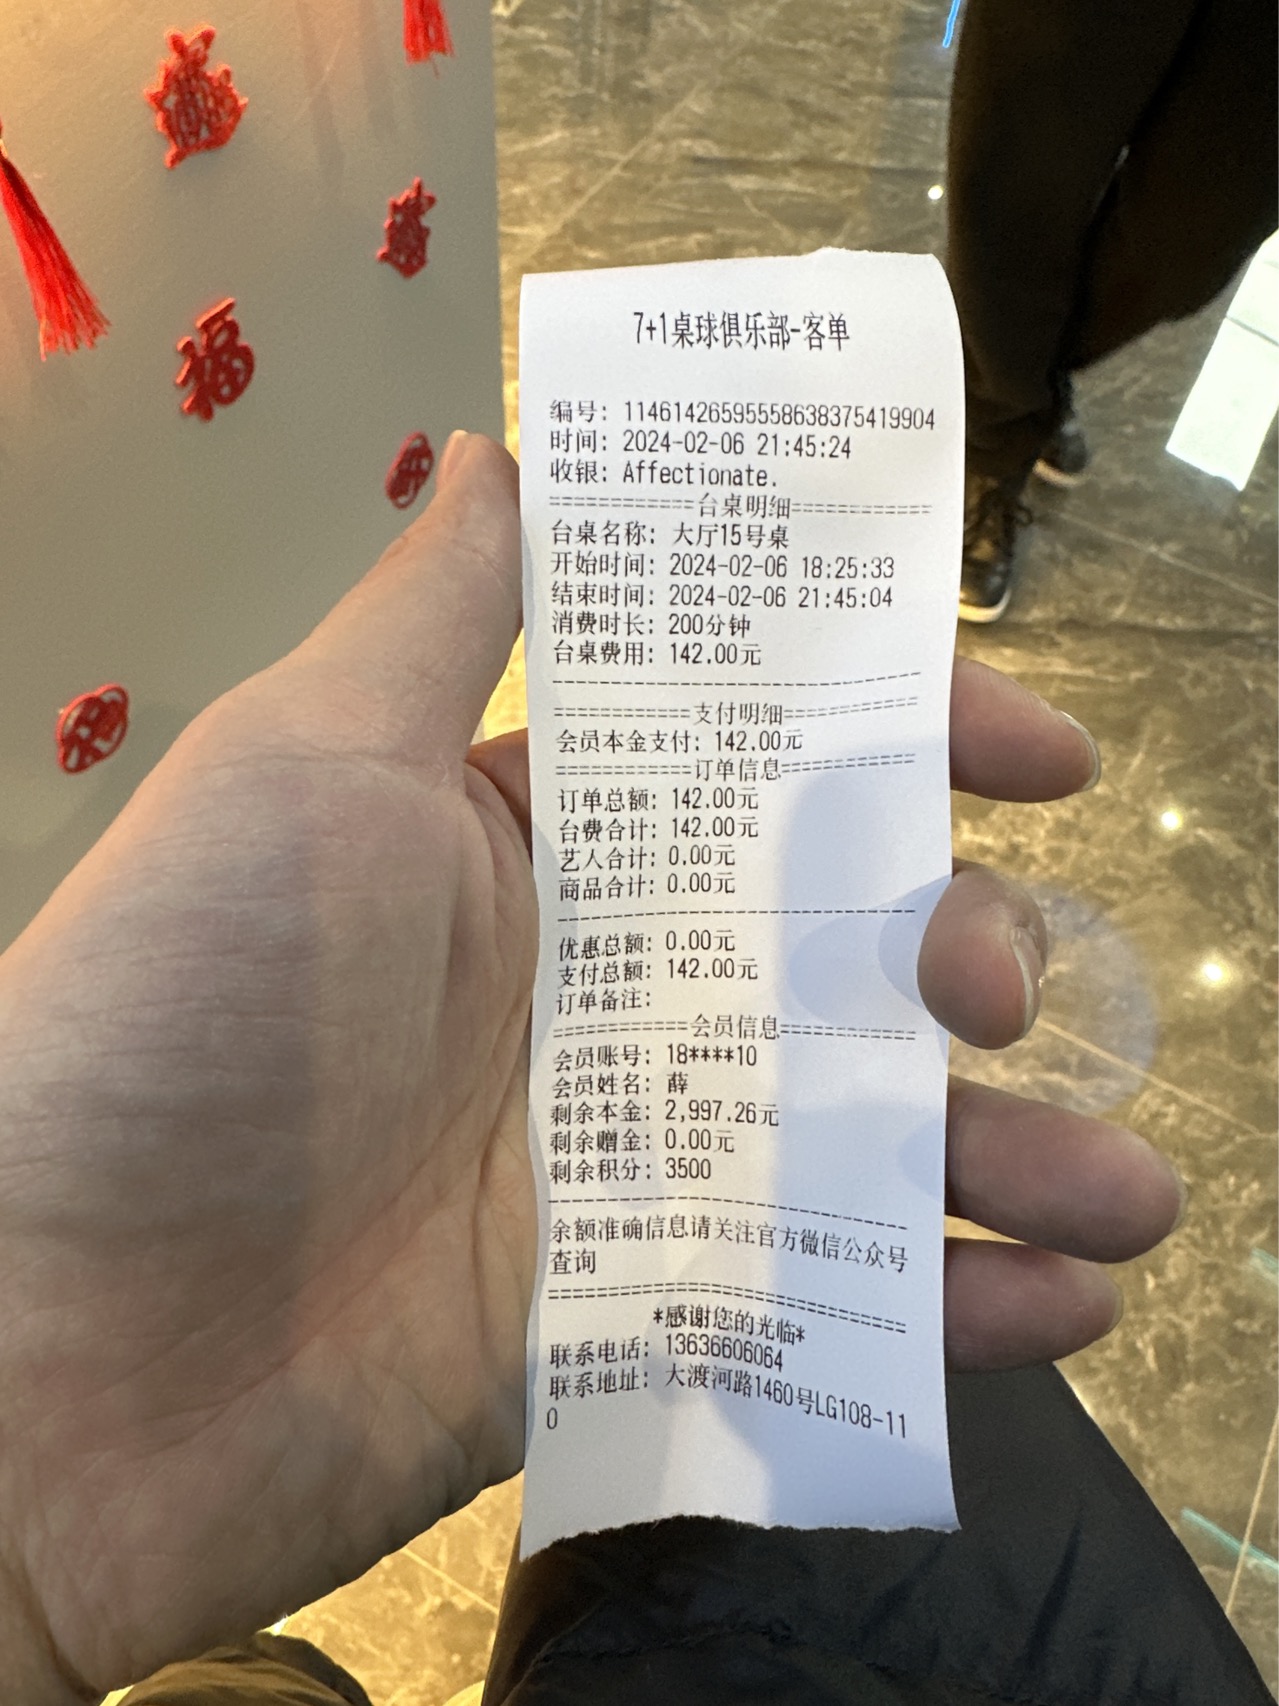 福
7+1桌球俱乐部-客单
编号: 1146142659555863837541990​4
时间: 2024-02-06 21:45:24
收银: Affectionate.
============台桌明细============
台桌名称: 大厅15号桌
开始时间: 2024-02-06 18:25:33
结束时间: 2024-02-06 21:45:04
消费时长: 200分钟
台桌费用: 142.00元
--------------------------------
============支付明细============
会员本金支付: 142.00元
============订单信息============
订单总额: 142.00元
台费合计: 142.00元
艺人合计: 0.00元
商品合计: 0.00元
--------------------------------
优惠总额: 0.00元
支付总额: 142.00元
订单备注:
============会员信息============
会员账号: 18****10
会员姓名: 薛
剩余本金: 2,997.26元
剩余赠金: 0.00元
剩余积分: 3500
--------------------------------
余额准确信息请关注官方微信公众号
查询
================================
*感谢您的光临*
联系电话: 13636606064
联系地址: 大渡河路1460号LG108-11
0